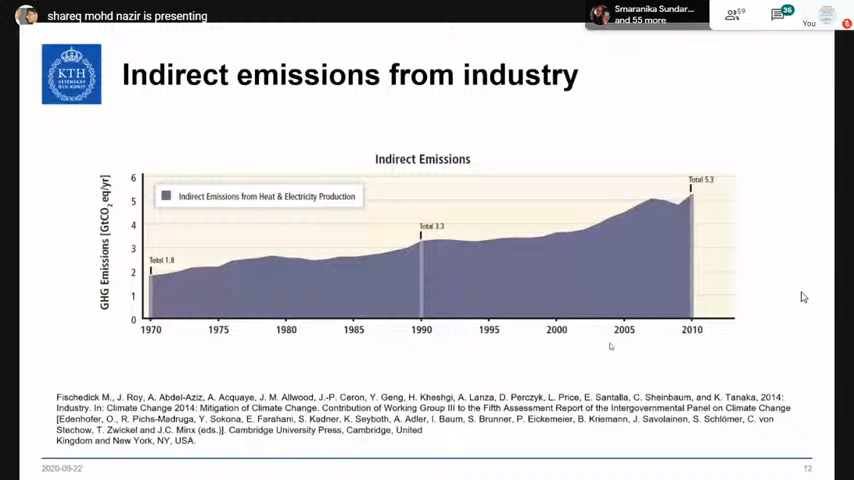 shareq mohd nazir is presenting
Smaranika Sundar...
and 55 more
59
36
You
KTH
VETENSKAP
OCH KONST
Indirect emissions from industry
Indirect Emissions
GHG Emissions [GtCO2 eq/yr]
6
5
4
3
2
1
0
Indirect Emissions from Heat & Electricity Production
Total 1.8
Total 3.3
Total 5.3
1970 1975 1980 1985 1990 1995 2000 2005 2010
Fischedick M., J. Roy, A. Abdel-Aziz, A. Acquaye, J. M. Allwood, J.-P. Ceron, Y. Geng, H. Kheshgi, A. Lanza, D. Perczyk, L. Price, E. Santalla, C. Sheinbaum, and K. Tanaka, 2014:
Industry. In: Climate Change 2014: Mitigation of Climate Change. Contribution of Working Group III to the Fifth Assessment Report of the Intergovernmental Panel on Climate Change
[Edenhofer, O., R. Pichs-Madruga, Y. Sokona, E. Farahani, S. Kadner, K. Seyboth, A. Adler, I. Baum, S. Brunner, P. Eickemeier, B. Kriemann, J. Savolainen, S. Schlömer, C. von
Stechow, T. Zwickel and J.C. Minx (eds.)]. Cambridge University Press, Cambridge, United
Kingdom and New York, NY, USA.
2020-09-22
12